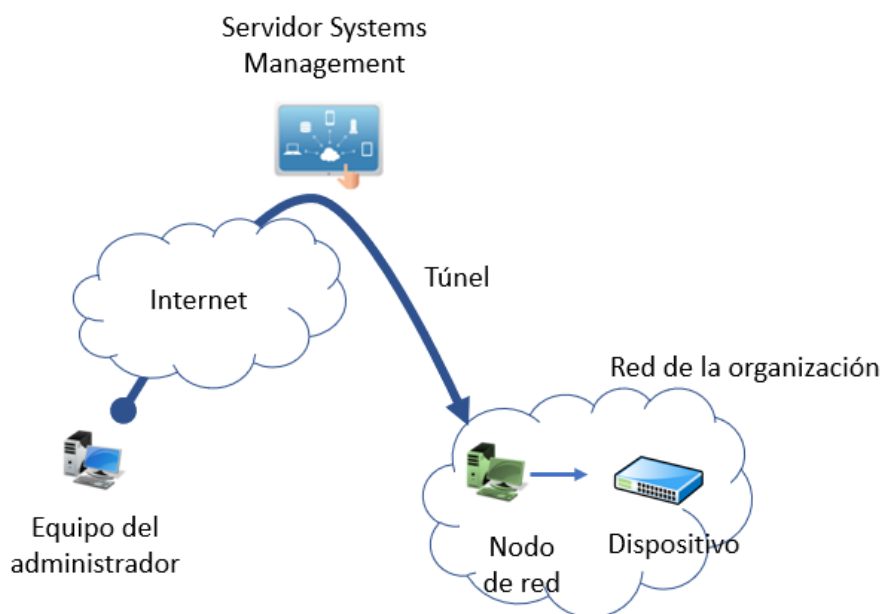 Servidor Systems
Management
Internet
Túnel
Red de la organización
Equipo del
administrador
Nodo
de red
Dispositivo